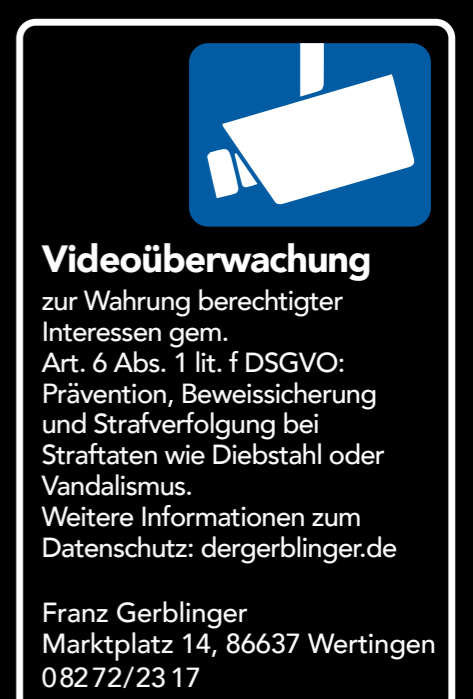 Videoüberwachung
zur Wahrung berechtigter
Interessen gem.
Art. 6 Abs. 1 lit. f DSGVO:
Prävention, Beweissicherung
und Strafverfolgung bei
Straftaten wie Diebstahl oder
Vandalismus.
Weitere Informationen zum
Datenschutz: dergerblinger.de
Franz Gerblinger
Marktplatz 14, 86637 Wertingen
08272/2317